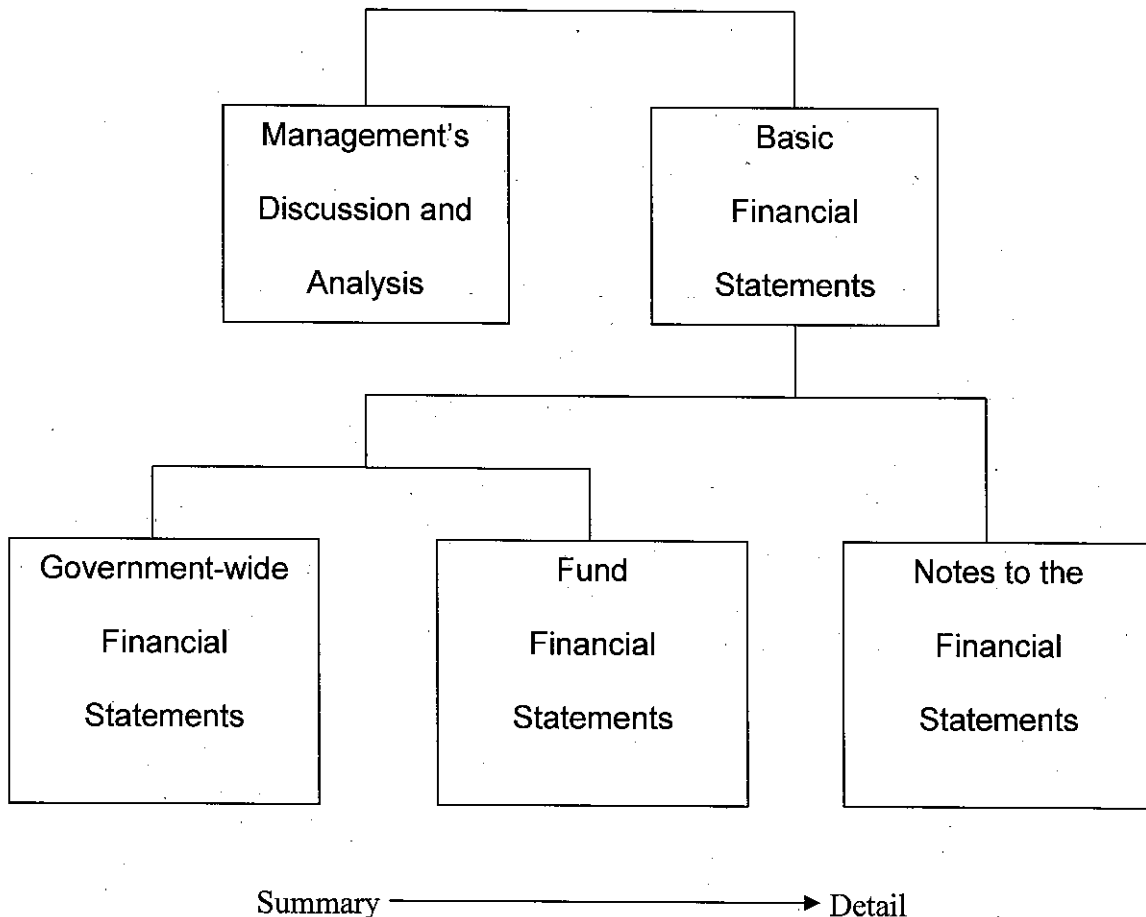 Management's
Discussion and
Analysis
Basic
Financial
Statements
Government-wide
Financial
Statements
Fund
Financial
Statements
Notes to the
Financial
Statements
Summary
Detail